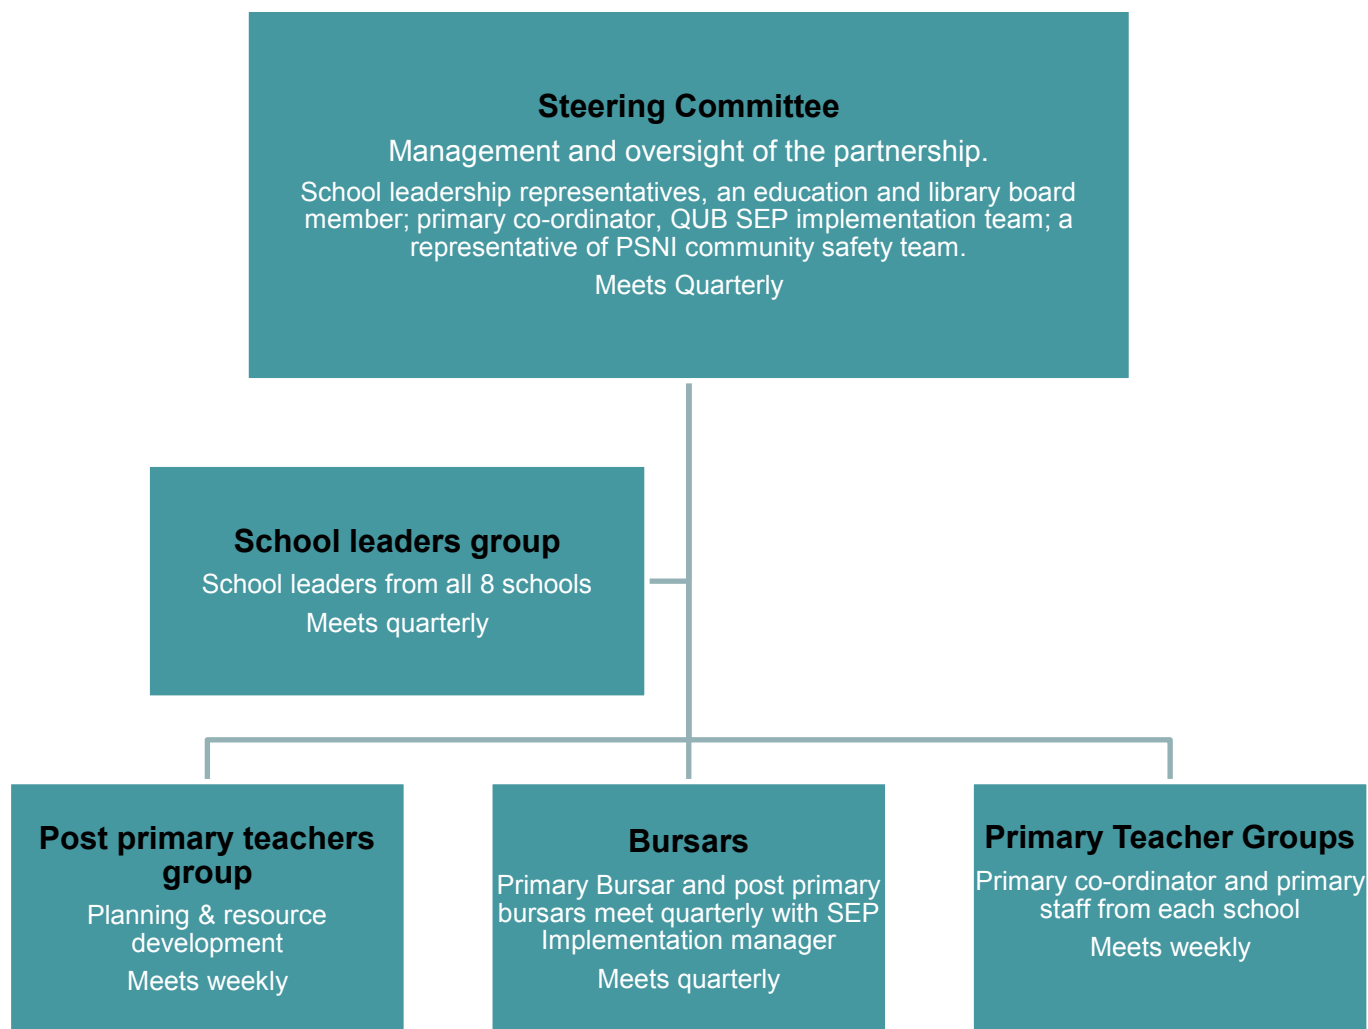 Steering Committee
Management and oversight of the partnership.
School leadership representatives, an education and library board
member; primary co-ordinator, QUB SEP implementation team; a
representative of PSNI community safety team.
Meets Quarterly
School leaders group
School leaders from all 8 schools
Meets quarterly
Post primary teachers
group
Planning & resource
development
Meets weekly
Bursars
Primary Bursar and post primary
bursars meet quarterly with SEP
Implementation manager
Meets quarterly
Primary Teacher Groups
Primary co-ordinator and primary
staff from each school
Meets weekly